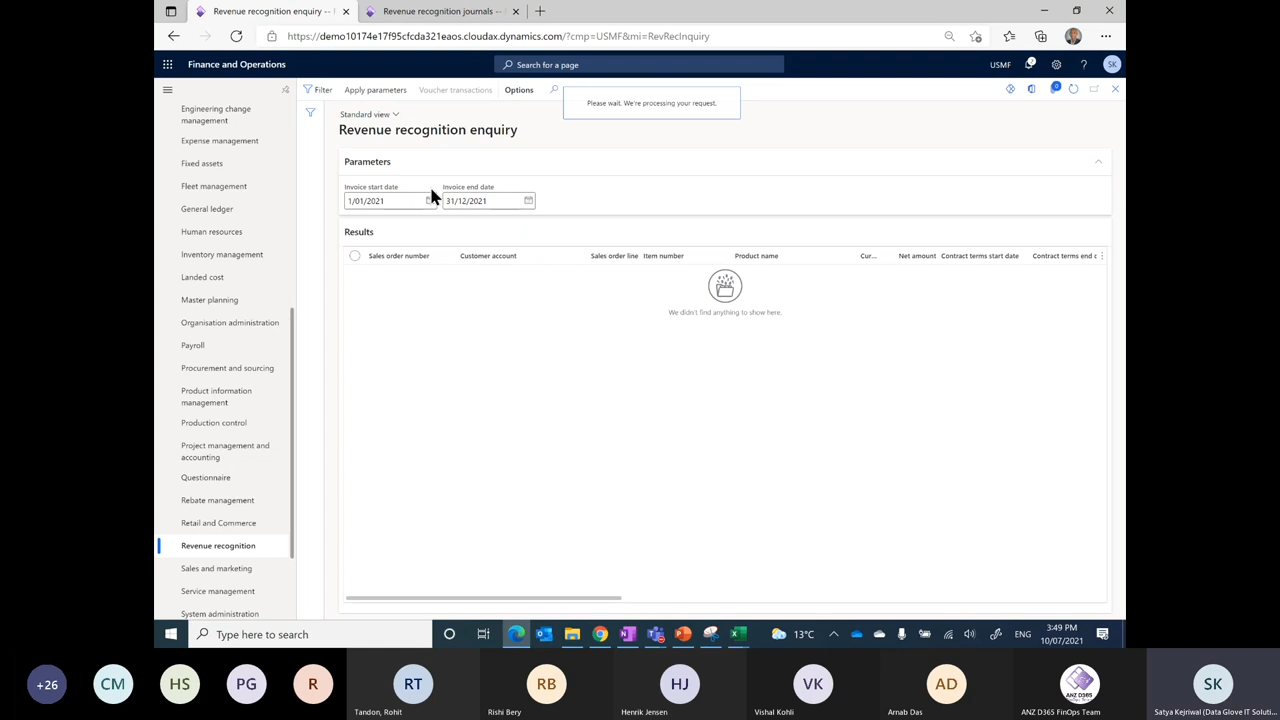 Revenue recognition enquiry --
Revenue recognition journals --
https://demo10174e17f95cfcda321eaos.cloudax.dynamics.com/?cmp=USMF&mi=RevRecInquiry
Finance and Operations
Search for a page
USMF
SK
Filter
Apply parameters
Voucher transactions
Options
Please wait. We're processing your request.
0
Engineering change
management
Expense management
Fixed assets
Fleet management
General ledger
Human resources
Inventory management
Landed cost
Master planning
Organisation administration
Payroll
Procurement and sourcing
Product information
management
Production control
Project management and
accounting
Questionnaire
Rebate management
Retail and Commerce
Revenue recognition
Sales and marketing
Service management
System administration
Standard view
Revenue recognition enquiry
Parameters
Invoice start date
Invoice end date
1/01/2021
31/12/2021
Results
Sales order number
Customer account
Sales order line
Item number
Product name
Cur...
Net amount
Contract terms start date
Contract terms end
We didn't find anything to show here.
Type here to search
13°C
ENG
3:49 PM
10/07/2021
+26
CM
HS
PG
R
RT
Tandon, Rohit
RB
Rishi Bery
HJ
Henrik Jensen
VK
Vishal Kohli
AD
Arnab Das
ANZ D365
ANZ D365 FinOps Team
SK
Satya Kejriwal (Data Glove IT Soluti...